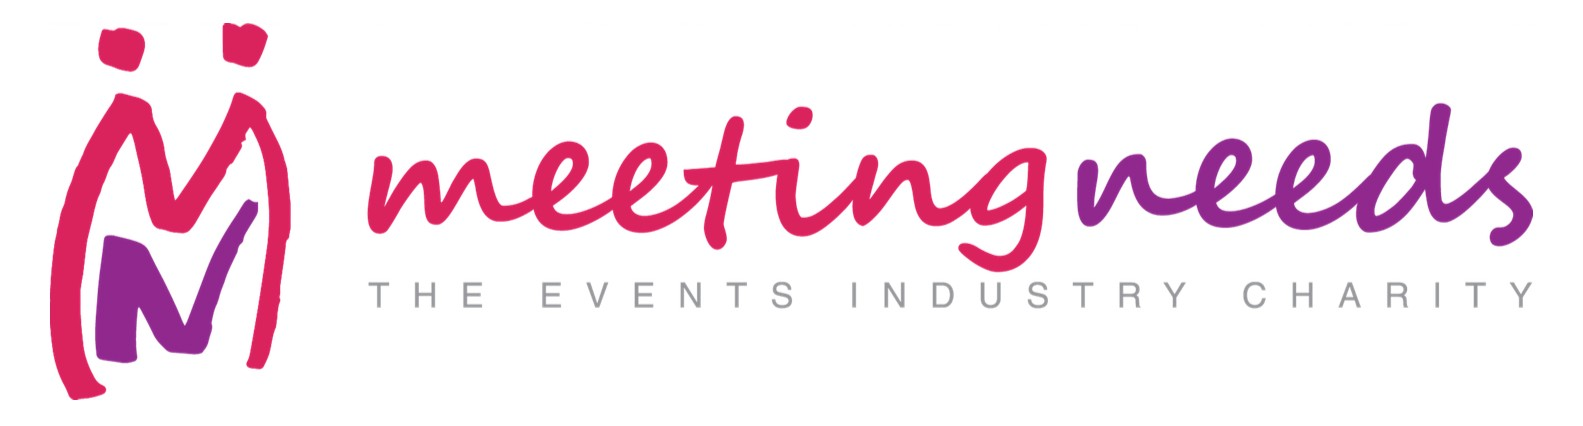 meetingneeds
THE EVENTS INDUSTRY CHARITY